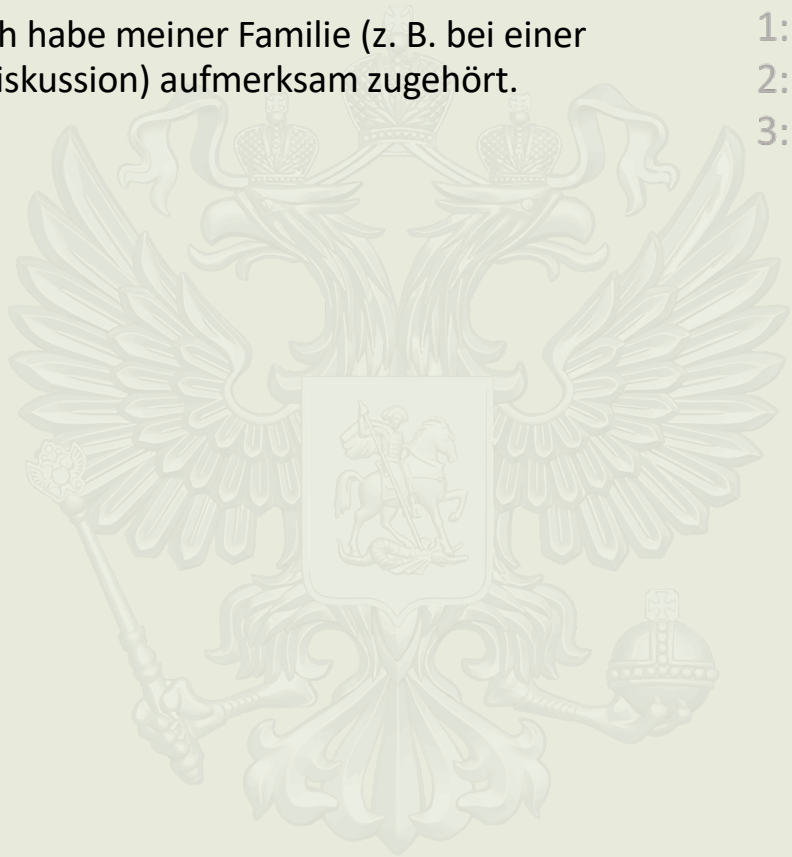 h habe meiner Familie (z. B. bei einer
iskussion) aufmerksam zugehört.
1:
2:
3: